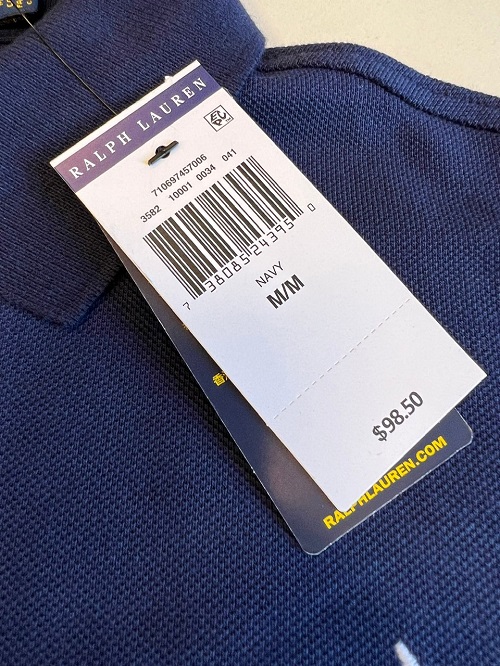 RALPH LAUREN
710697457006
3582 10001 0034 041
7 38085 24395 0
NAVY
M/M
$98.50
RALPHLAUREN.COM